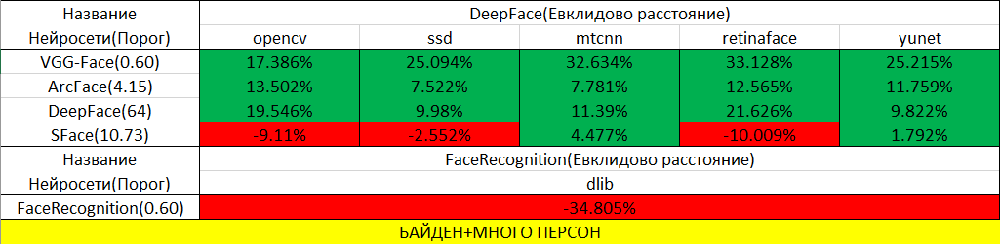 Название Нейросети(Порог) DeepFace(Евклидово расстояние)
opencv ssd mtcnn retinaface yunet
VGG-Face(0.60) 17.386% 25.094% 32.634% 33.128% 25.215%
ArcFace(4.15) 13.502% 7.522% 7.781% 12.565% 11.759%
DeepFace(64) 19.546% 9.98% 11.39% 21.626% 9.822%
SFace(10.73) -9.11% -2.552% 4.477% -10.009% 1.792%
Название Нейросети(Порог) FaceRecognition(Евклидово расстояние)
dlib
FaceRecognition(0.60) -34.805%
БАЙДЕН+МНОГО ПЕРСОН